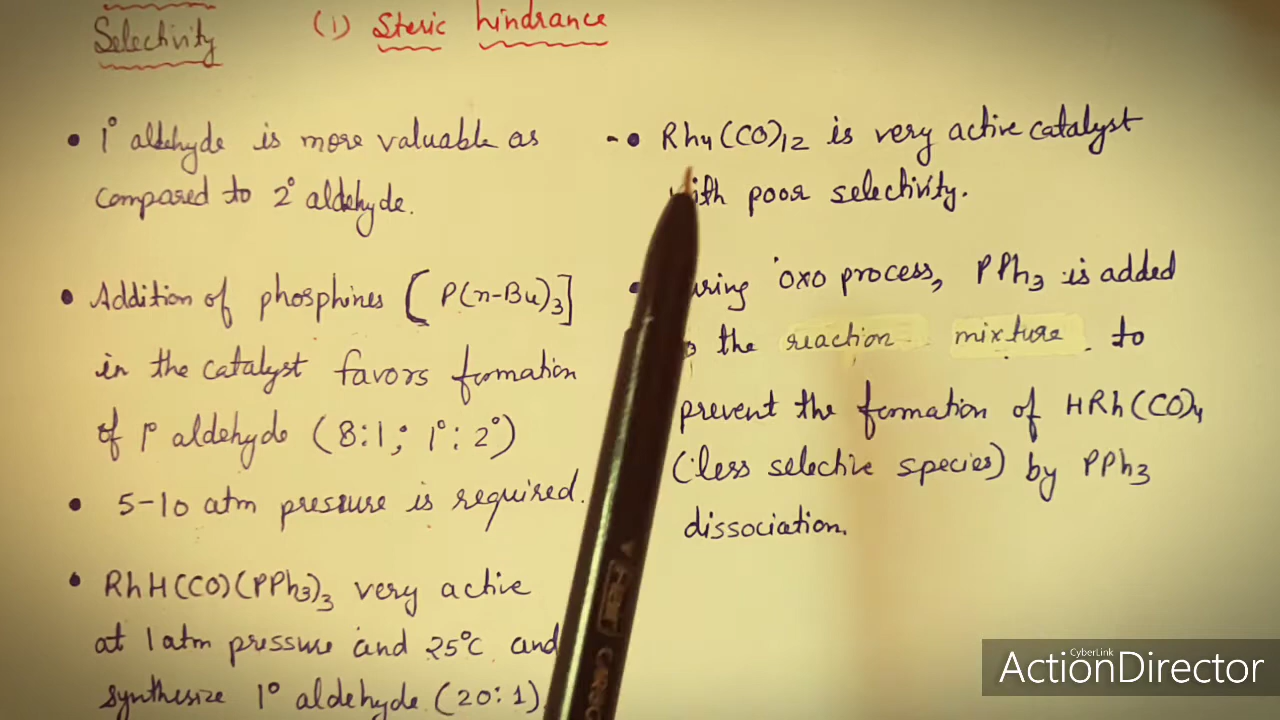 Selectivity (1) Steric hindrance
• 1° aldehyde is more valuable as
compared to 2° aldehyde.
• Addition of phosphines [P(n-Bu)3]
in the catalyst favors formation
of 1° aldehyde (8:1; 1°:2°)
• 5-10 atm pressure is required.
• RhH(CO)(PPh3)3 very active
at 1 atm pressure and 25°C and
synthesize 1° aldehyde (20:1)
-• Rh4(CO)12 is very active catalyst
poor selectivity.
• oxo process, PPh3 is added
the reaction mixture to
prevent the formation of HRh(CO)4
(less selective species) by PPh3
dissociation.
CyberLink
ActionDirector